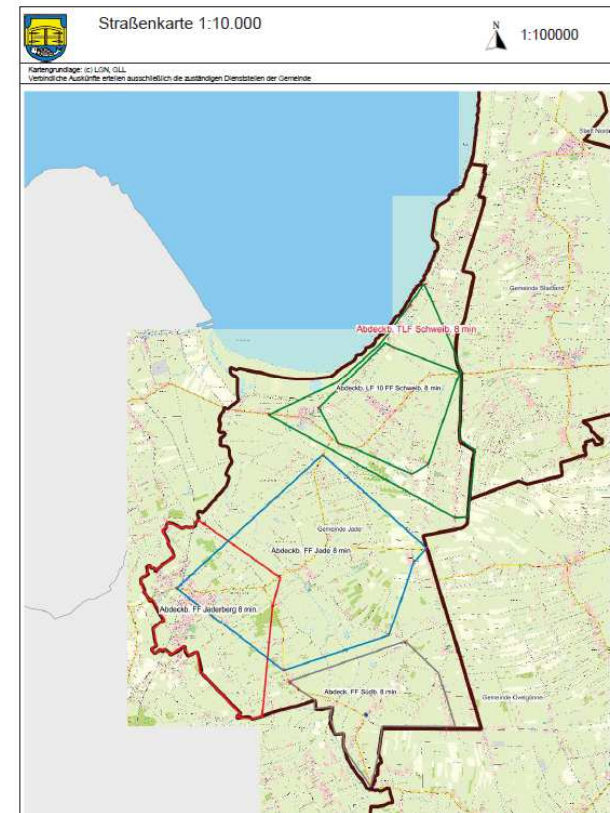 Straßenkarte 1:10.000
N
1:100000
Kartengrundlage: (c) LGN, GLL
Verbindliche Auskünfte erteilen ausschließlich die zuständigen Dienststellen der Gemeinde
Gemeinde Stadland
Abdeckb. TLF Schweib. 8 min
Abdeckb. LF 10 FF Schweib. 8 min.
Gemeinde Jade
Abdeckb. FF Jade 8 min
Abdeckb. FF Jaderberg 8 min.
Abdeck. FF Südb. 8 min
Gemeinde Ovelgönne